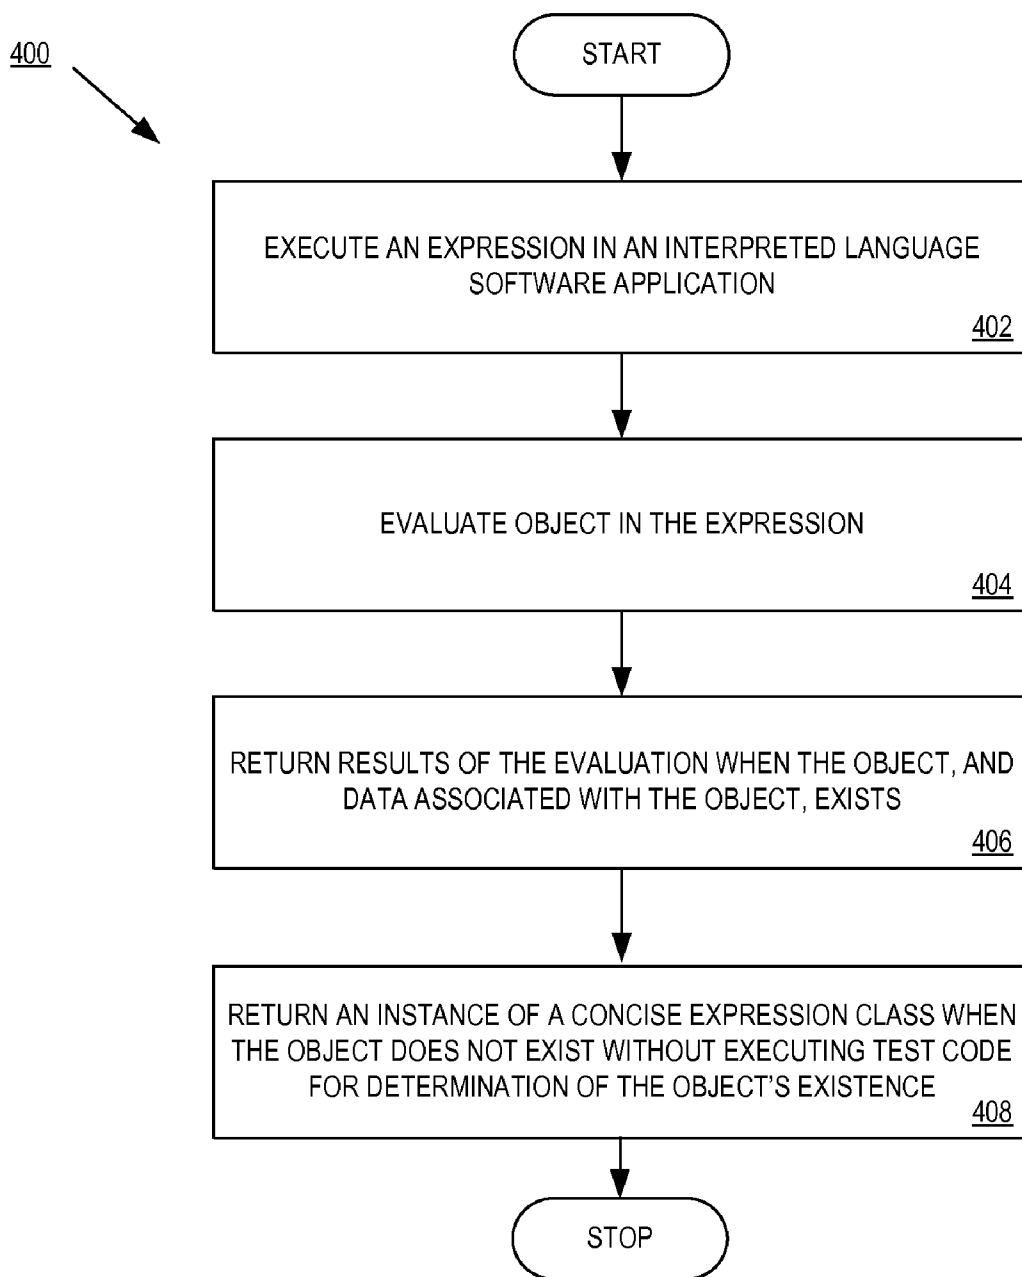 400
START
EXECUTE AN EXPRESSION IN AN INTERPRETED LANGUAGE
SOFTWARE APPLICATION
402
EVALUATE OBJECT IN THE EXPRESSION
404
RETURN RESULTS OF THE EVALUATION WHEN THE OBJECT, AND
DATA ASSOCIATED WITH THE OBJECT, EXISTS
406
RETURN AN INSTANCE OF A CONCISE EXPRESSION CLASS WHEN
THE OBJECT DOES NOT EXIST WITHOUT EXECUTING TEST CODE
FOR DETERMINATION OF THE OBJECT'S EXISTENCE
408
STOP